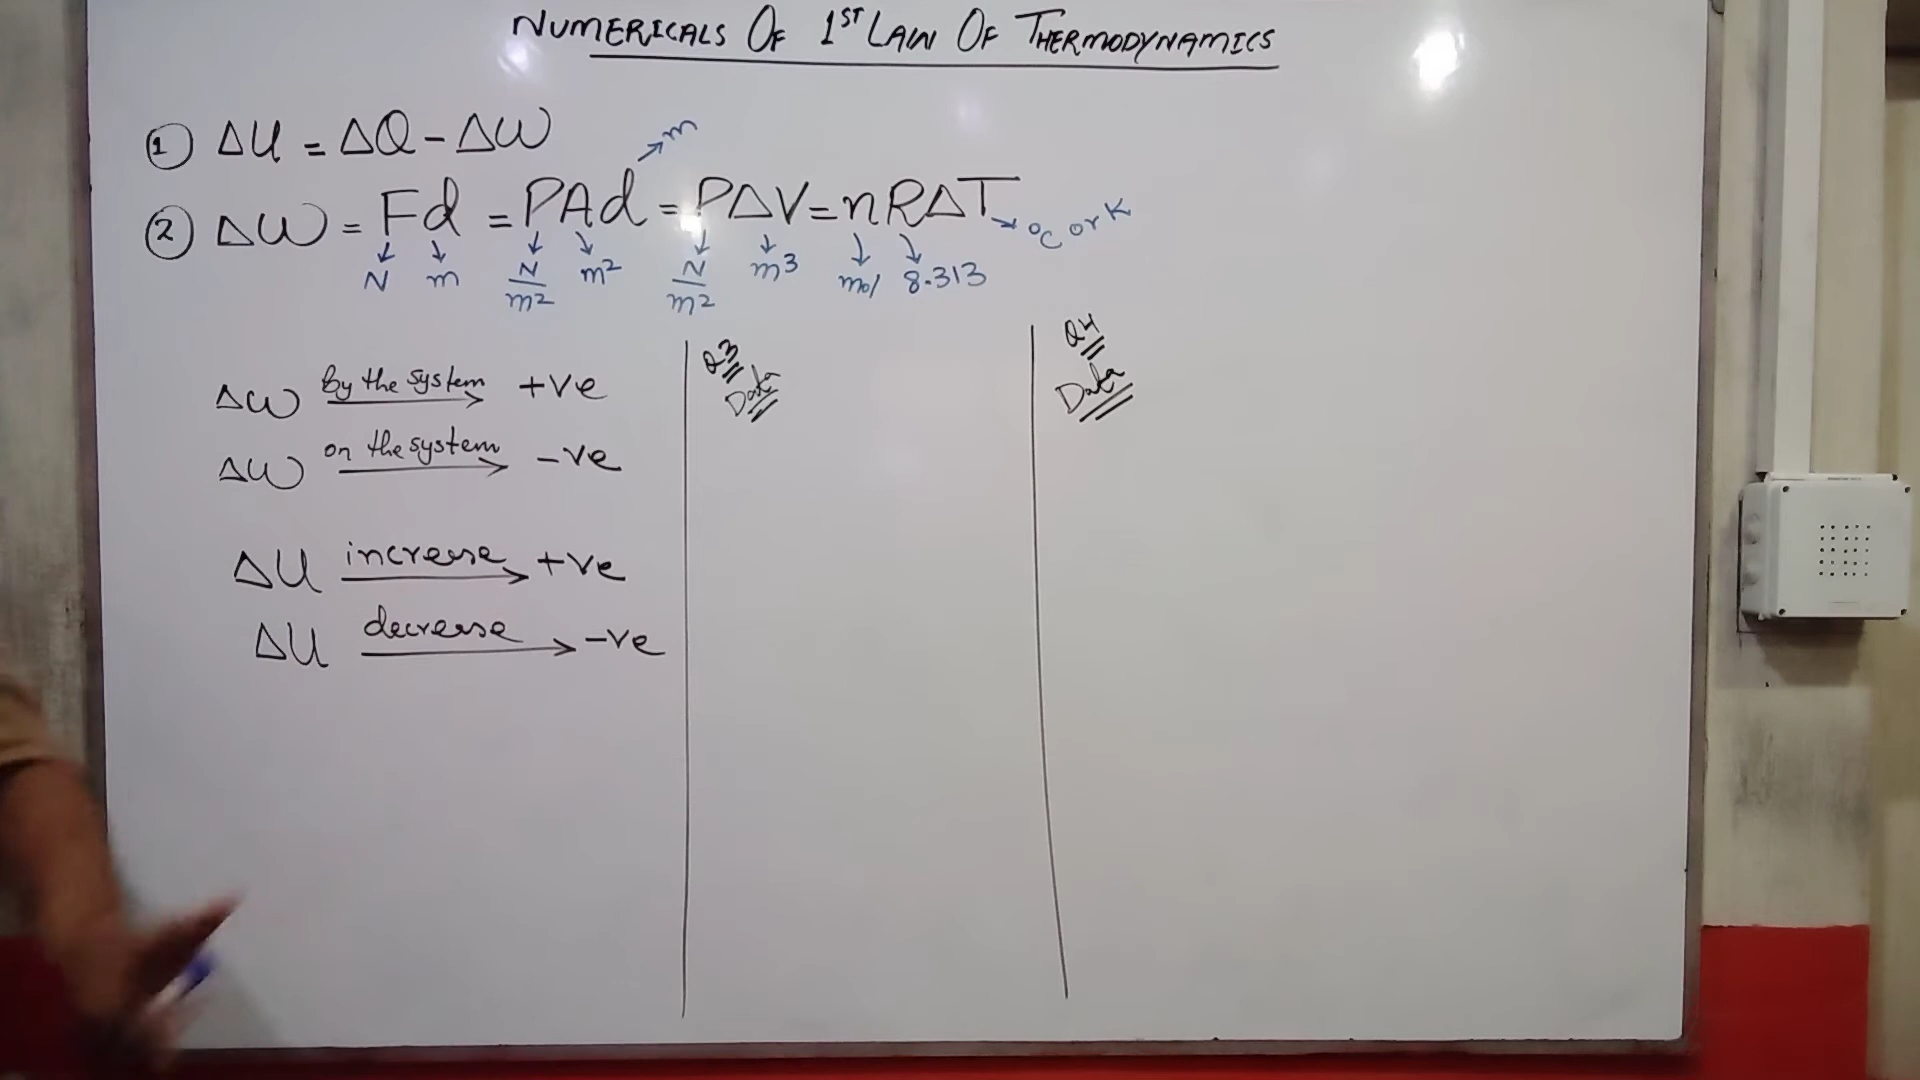 NUMERICALS OF 1ST LAW OF THERMODYNAMICS
① ΔU = ΔQ - ΔW
② ΔW = Fd = PAd = PΔV = nRΔT
→ m
→ °C or K
↓ N ↓ m ↓ N/m² ↓ m² ↓ N/m² ↓ m³ ↓ mol ↓ 8.313
ΔW by the system → +ve
ΔW on the system → -ve
ΔU increase → +ve
ΔU decrease → -ve
Q3
Data
Q4
Data